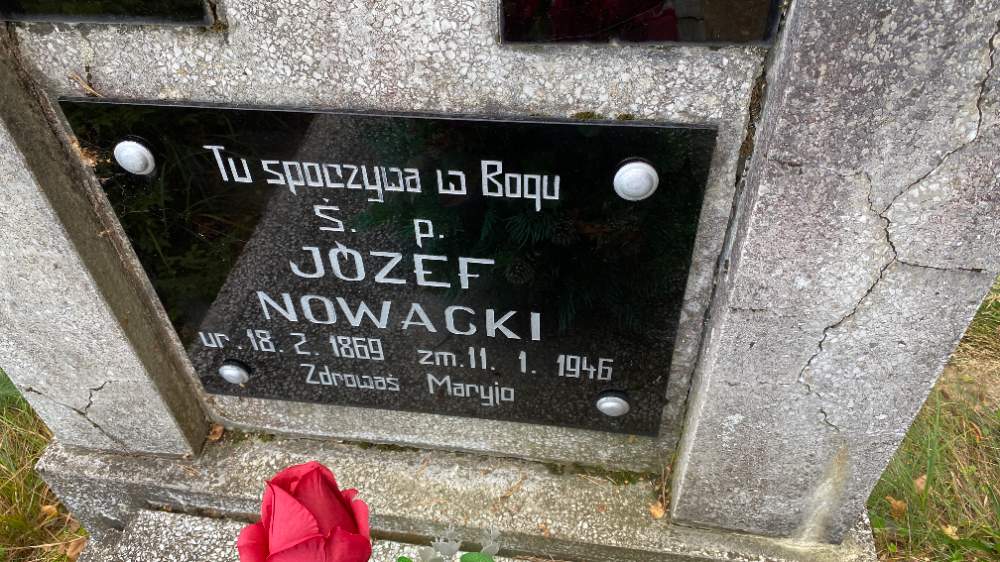 Tu spoczywa w Bogu
Ś. p.
JÓZEF
NOWACKI
ur. 18. 2. 1869 zm. 11. 1. 1946
Zdrowaś Maryjo